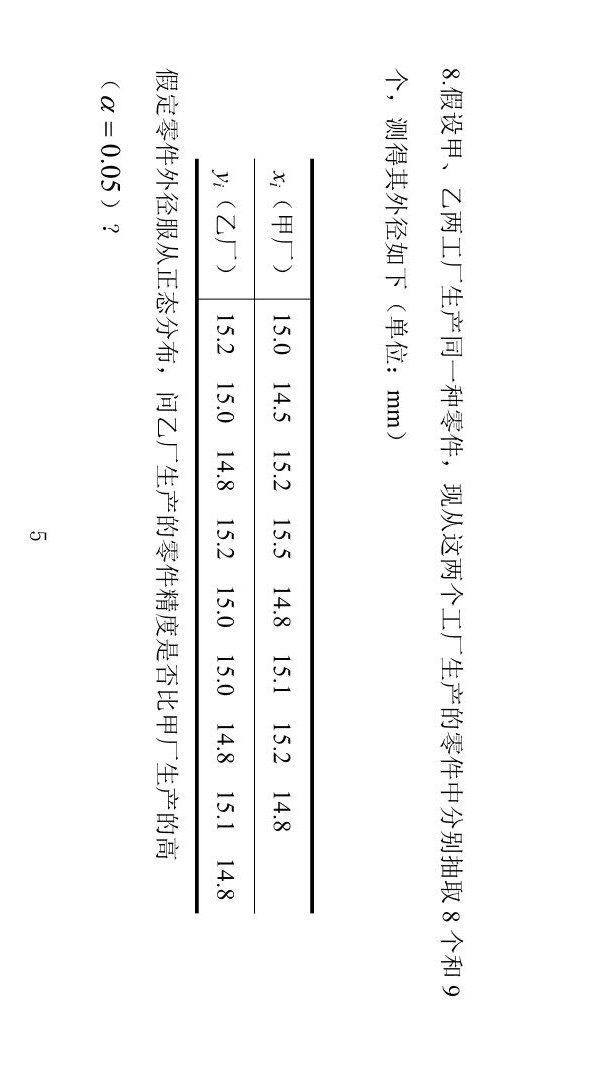 8.假设甲、乙两工厂生产同一种零件，现从这两个工厂生产的零件中分别抽取 8 个和 9
个，测得其外径如下（单位：mm）
xᵢ（甲厂） 15.0 14.5 15.2 15.5 14.8 15.1 15.2 14.8
yᵢ（乙厂） 15.2 15.0 14.8 15.2 15.0 15.0 14.8 15.1 14.8
假定零件外径服从正态分布，问乙厂生产的零件精度是否比甲厂生产的高
（α = 0.05）？
5